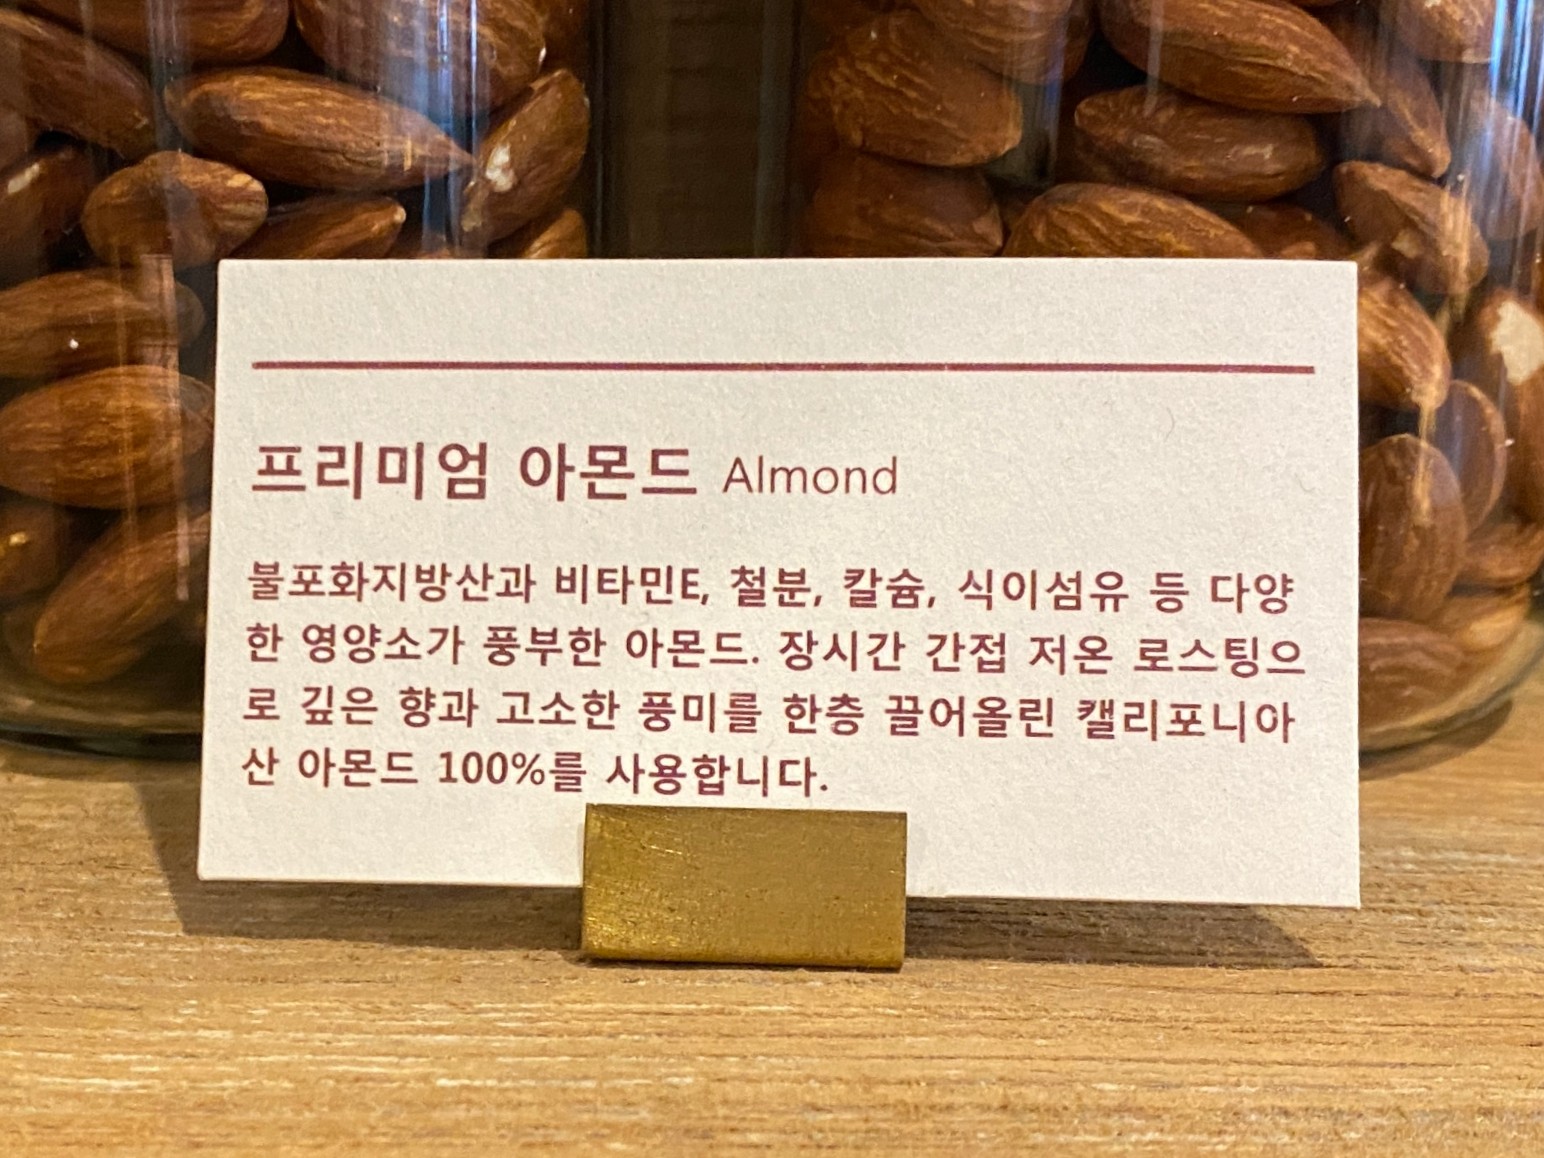 프리미엄 아몬드 Almond
불포화지방산과 비타민E, 철분, 칼슘, 식이섬유 등 다양
한 영양소가 풍부한 아몬드. 장시간 간접 저온 로스팅으
로 깊은 향과 고소한 풍미를 한층 끌어올린 캘리포니아
산 아몬드 100%를 사용합니다.